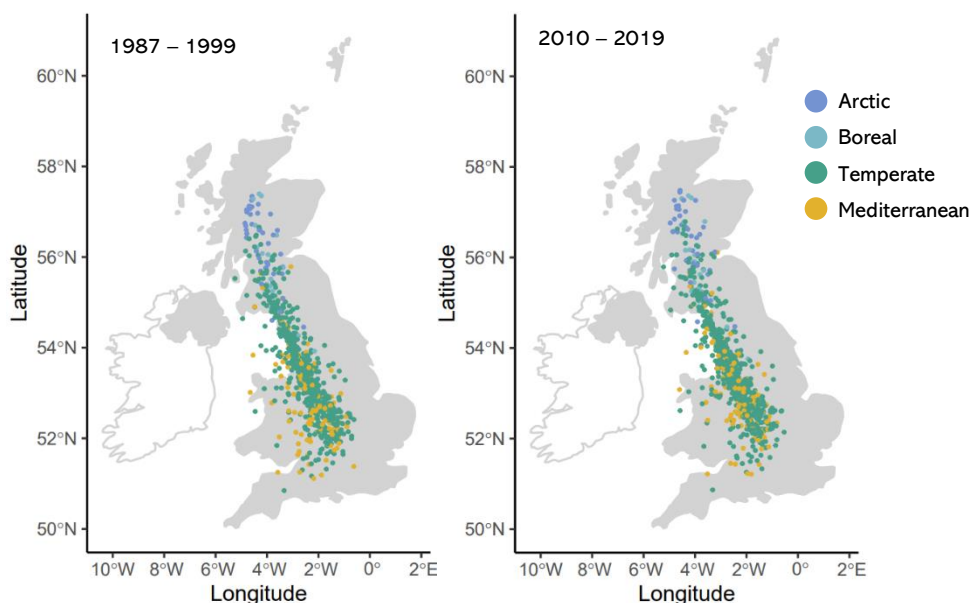 1987 – 1999
2010 – 2019
60°N
58°N
56°N
54°N
52°N
50°N
Latitude
10°W 8°W 6°W 4°W 2°W 0° 2°E
Longitude
60°N
58°N
56°N
54°N
52°N
50°N
Latitude
10°W 8°W 6°W 4°W 2°W 0° 2°E
Longitude
Arctic
Boreal
Temperate
Mediterranean